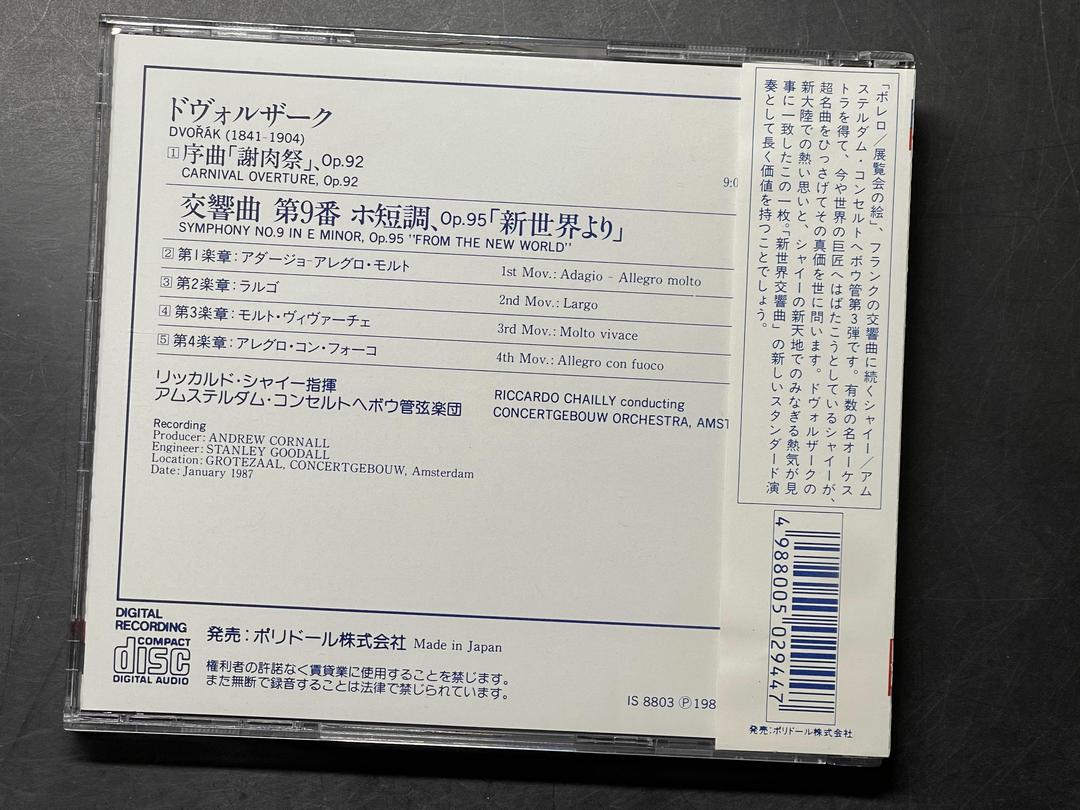 ドヴォルザーク
DVOŘÁK (1841-1904)
1 序曲「謝肉祭」、Op.92
CARNIVAL OVERTURE, Op.92
9:0
交響曲 第9番 ホ短調、Op.95「新世界より」
SYMPHONY NO.9 IN E MINOR, Op.95 "FROM THE NEW WORLD"
2 第1楽章：アダージョ–アレグロ・モルト 1st Mov.: Adagio – Allegro molto
3 第2楽章：ラルゴ 2nd Mov.: Largo
4 第3楽章：モルト・ヴィヴァーチェ 3rd Mov.: Molto vivace
5 第4楽章：アレグロ・コン・フォーコ 4th Mov.: Allegro con fuoco
リッカルド・シャイー指揮
アムステルダム・コンセルトヘボウ管弦楽団
RICCARDO CHAILLY conducting
CONCERTGEBOUW ORCHESTRA, AMST
Recording
Producer: ANDREW CORNALL
Engineer: STANLEY GOODALL
Location: GROTEZAAL, CONCERTGEBOUW, Amsterdam
Date: January 1987
DIGITAL
RECORDING
COMPACT
disc
DIGITAL AUDIO
発売：ポリドール株式会社 Made in Japan
権利者の許諾なく賃貸業に使用することを禁じます。
また無断で録音することは法律で禁じられています。
IS 8803 Ⓟ198
「ボレロ／展覧会の絵」、フランクの交響曲に続くシャイー／アム
ステルダム・コンセルトヘボウ管第3弾です。有数の名オーケス
トラを得て、今や世界の巨匠へはばたこうとしているシャイーが、
超名曲をひっさげてその真価を世に問います。ドヴォルザークの
新大陸での熱い思いと、シャイーの新天地でのみなぎる熱気が見
事に一致したこの一枚。「新世界交響曲」の新しいスタンダード演
奏として長く価値を持つことでしょう。
4 988005 029447
発売：ポリドール株式会社